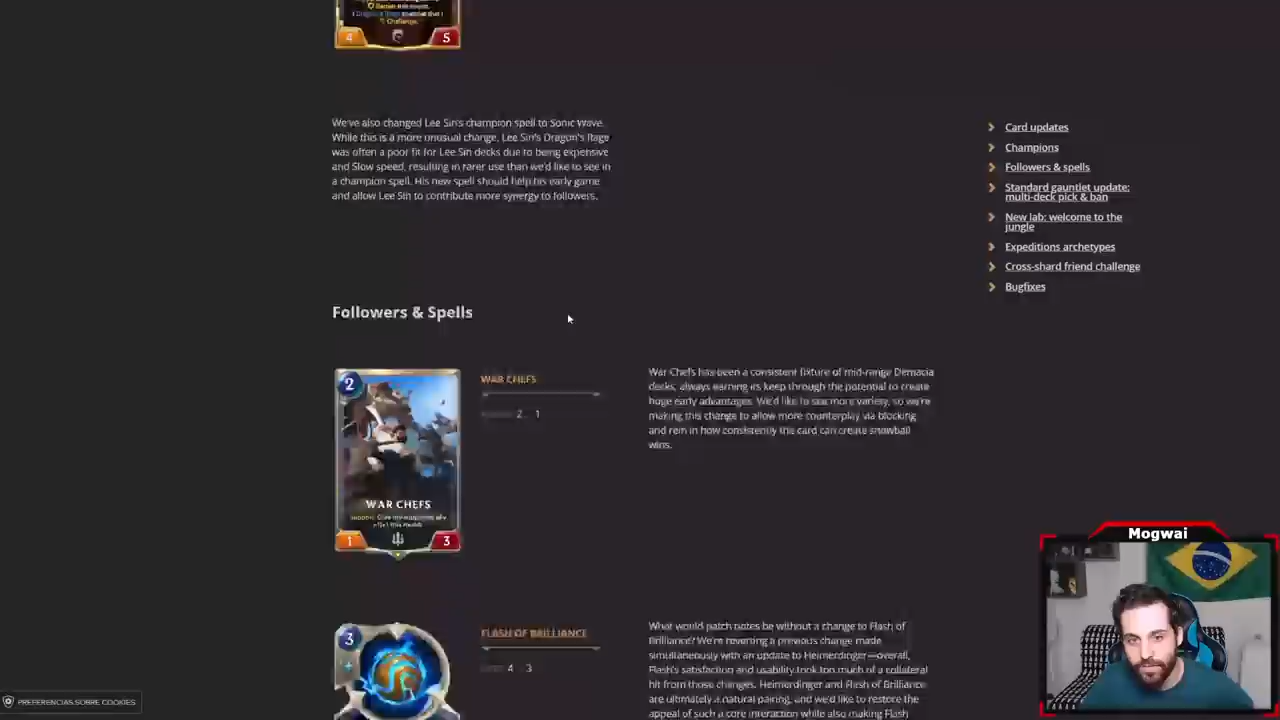 Challenge.
4
5
We've also changed Lee Sin's champion spell to Sonic Wave.
While this is a more unusual change, Lee Sin's Dragon's Rage
was often a poor fit for Lee Sin decks due to being expensive
and Slow speed, resulting in rarer use than we'd like to see in
a champion spell. His new spell should help his early game
and allow Lee Sin to contribute more synergy to followers.
Card updates
Champions
Followers & spells
Standard gauntlet update:
multi-deck pick & ban
New lab: welcome to the
jungle
Expeditions archetypes
Cross-shard friend challenge
Bugfixes
Followers & Spells
2
WAR CHEFS
1
3
WAR CHEFS
2
1
War Chefs has been a consistent fixture of mid-range Demacia
decks, always earning its keep through the potential to create
huge early advantages. We'd like to see more variety, so we're
making this change to allow more counterplay via blocking
and rein in how consistently the card can create snowball
wins.
3
FLASH OF BRILLIANCE
4
3
What would patch notes be without a change to Flash of
Brilliance? We're reverting a previous change made
simultaneously with an update to Heimerdinger—overall,
Flash's satisfaction and usability took too much of a collateral
hit from those changes. Heimerdinger and Flash of Brilliance
are ultimately a natural pairing, and we'd like to restore the
appeal of such a core interaction while also making Flash
Mogwai
PREFERENCIAS SOBRE COOKIES